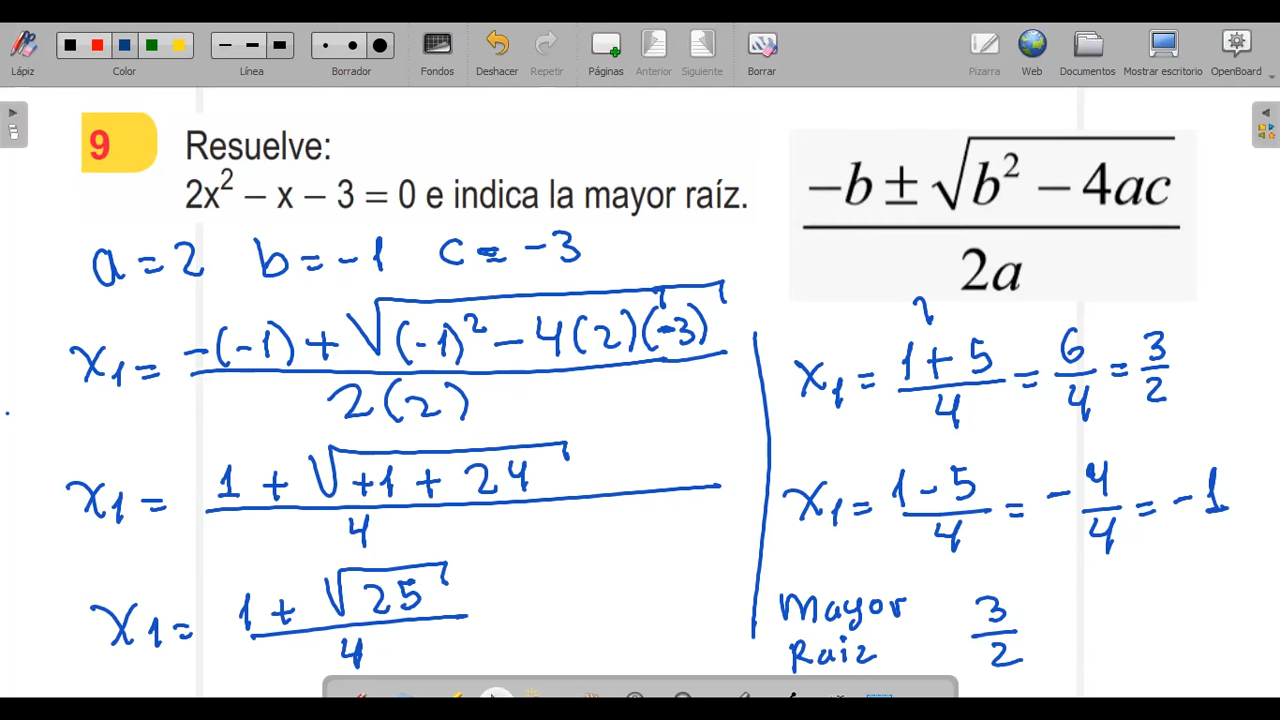 Lápiz Color Línea Borrador Fondos Deshacer Repetir Páginas Anterior Siguiente Borrar Pizarra Web Documentos Mostrar escritorio OpenBoard
9 Resuelve:
2x² − x − 3 = 0 e indica la mayor raíz.
−b ± √(b² − 4ac)
2a
a = 2 b = -1 c = -3
x1 = -(-1) + √((-1)² - 4(2)(-3)) / 2(2)
x1 = 1 + √(+1 + 24) / 4
x1 = 1 + √25 / 4
x1 = 1 + 5 / 4 = 6/4 = 3/2
x1 = 1 - 5 / 4 = -4/4 = -1
Mayor Raiz 3/2